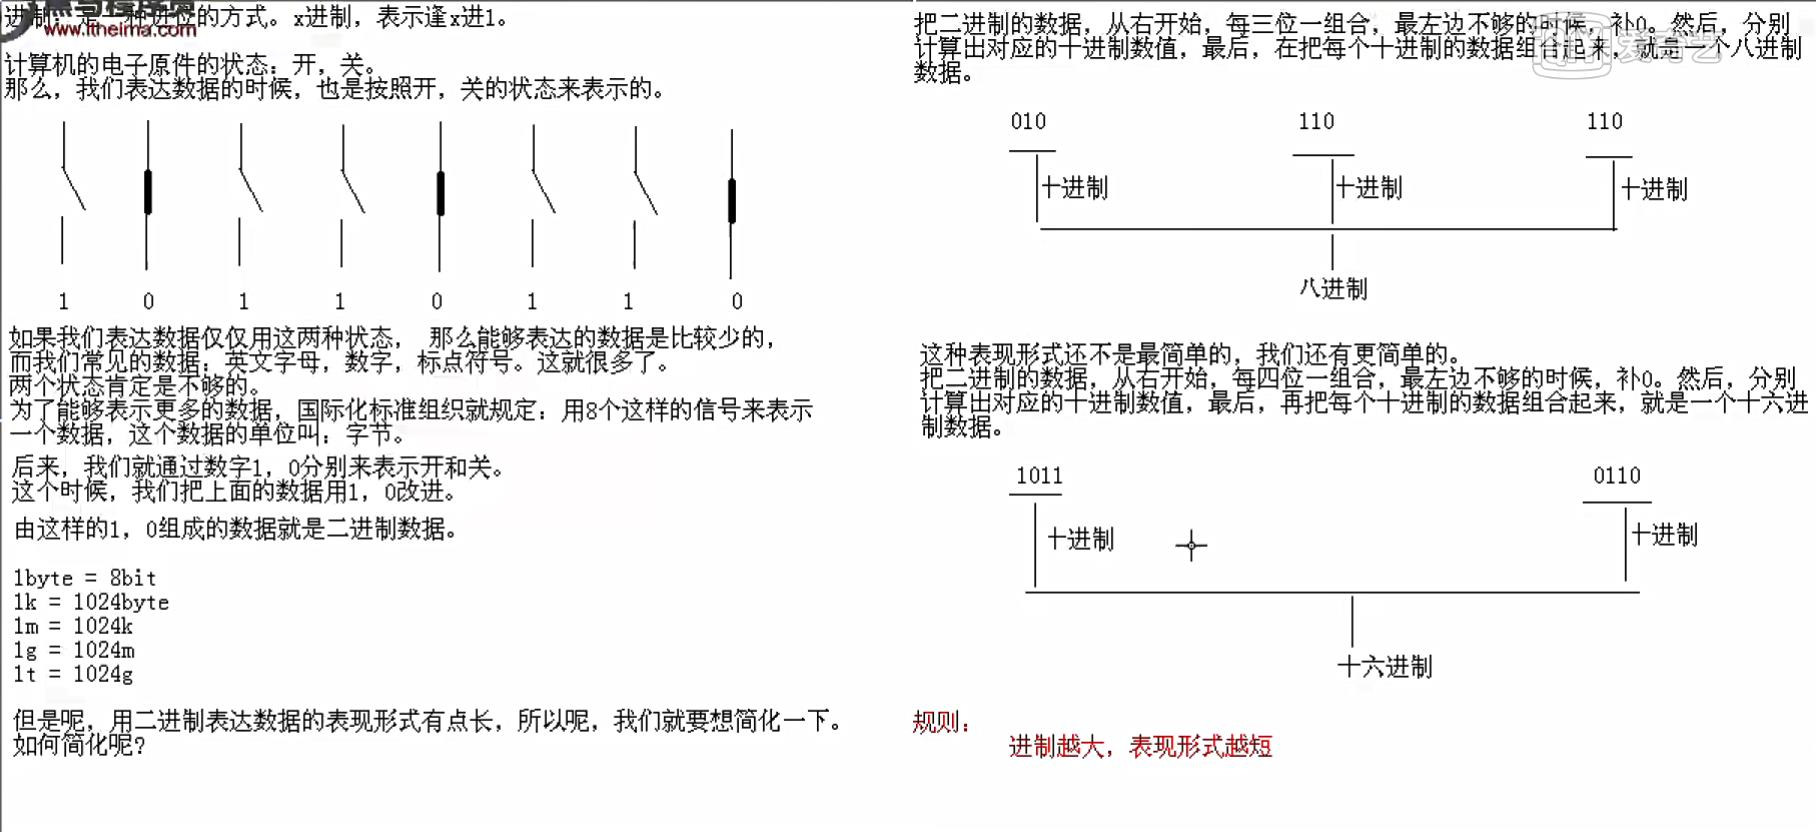 进制：是一种进位的方式。x进制，表示逢x进1。
www.itheima.com
计算机的电子原件的状态：开，关。
那么，我们表达数据的时候，也是按照开，关的状态来表示的。
1 0 1 1 0 1 1 0
如果我们表达数据仅仅用这两种状态， 那么能够表达的数据是比较少的，
而我们常见的数据：英文字母，数字，标点符号。这就很多了。
两个状态肯定是不够的。
为了能够表示更多的数据，国际化标准组织就规定：用8个这样的信号来表示
一个数据，这个数据的单位叫：字节。
后来，我们就通过数字1，0分别来表示开和关。
这个时候，我们把上面的数据用1，0改进。
由这样的1，0组成的数据就是二进制数据。
1byte = 8bit
1k = 1024byte
1m = 1024k
1g = 1024m
1t = 1024g
但是呢，用二进制表达数据的表现形式有点长，所以呢，我们就要想简化一下。
如何简化呢?
把二进制的数据，从右开始，每三位一组合，最左边不够的时候，补0。然后，分别
计算出对应的十进制数值，最后，在把每个十进制的数据组合起来，就是一个八进制
数据。
爱奇艺
010 110 110
十进制 十进制 十进制
八进制
这种表现形式还不是最简单的，我们还有更简单的。
把二进制的数据，从右开始，每四位一组合，最左边不够的时候，补0。然后，分别
计算出对应的十进制数值，最后，再把每个十进制的数据组合起来，就是一个十六进
制数据。
1011 0110
十进制 十进制
十六进制
规则：
进制越大，表现形式越短